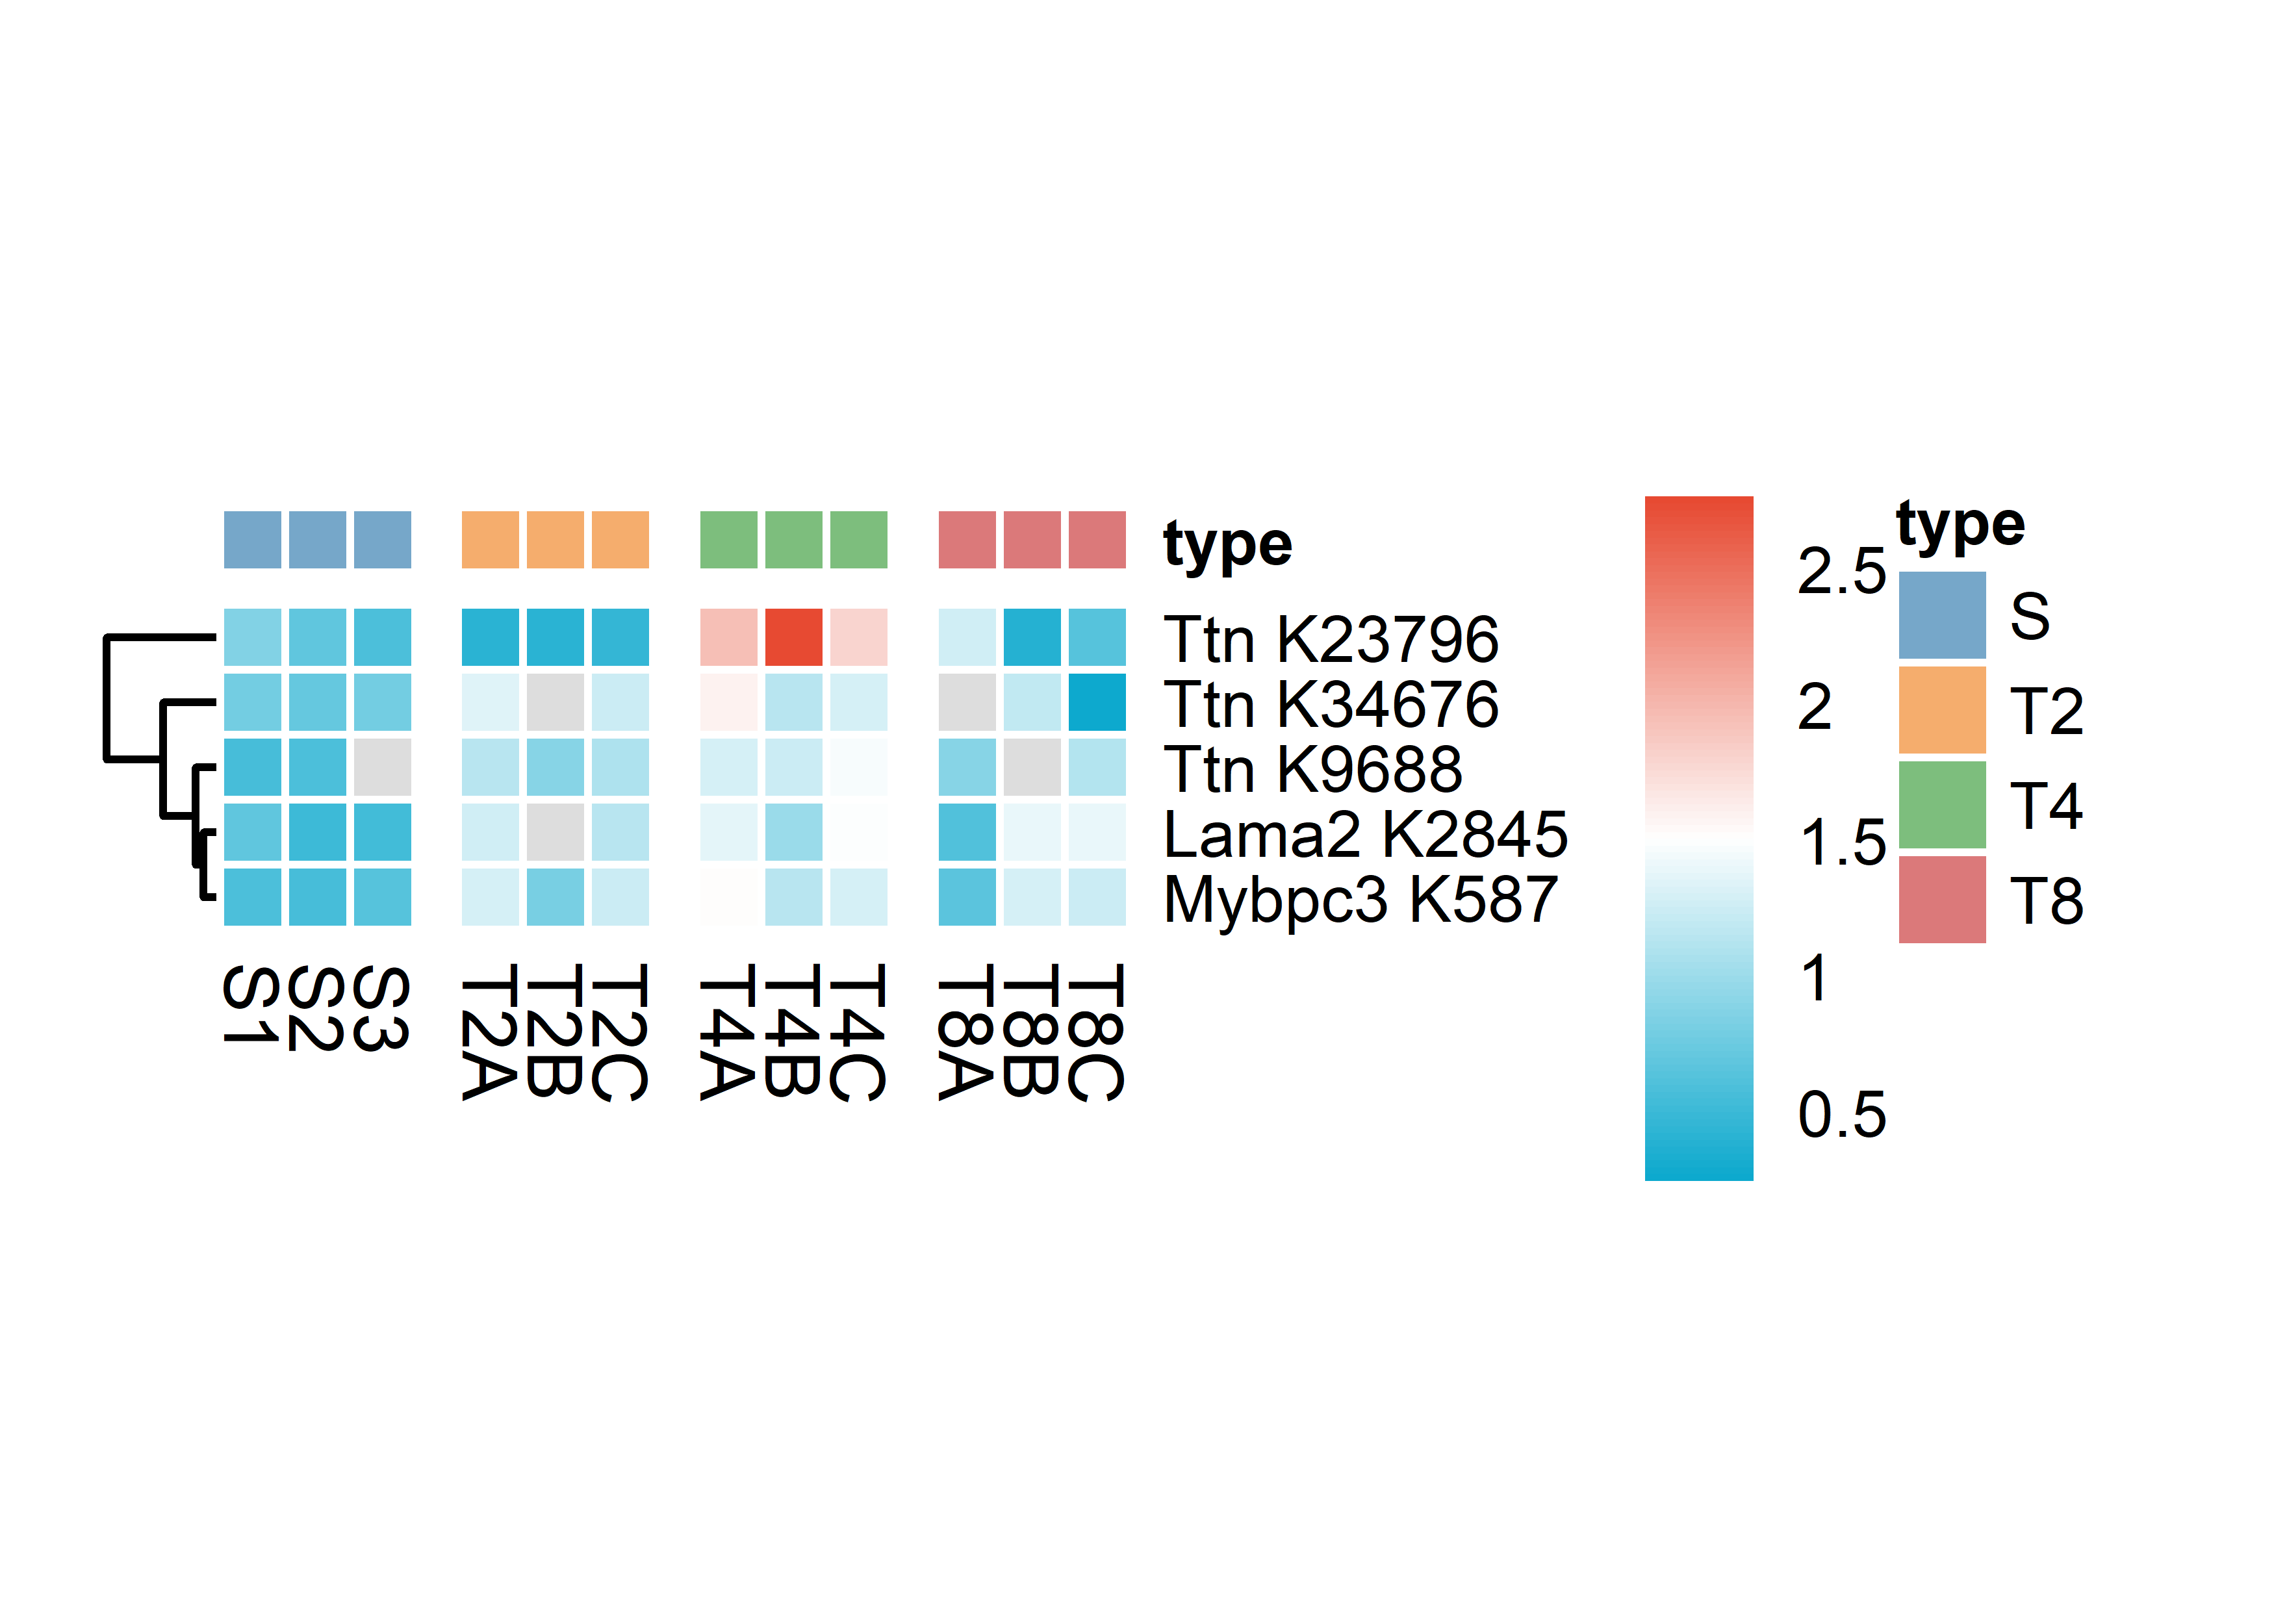 type
Ttn K23796
Ttn K34676
Ttn K9688
Lama2 K2845
Mybpc3 K587
S1
S2
S3
T2A
T2B
T2C
T4A
T4B
T4C
T8A
T8B
T8C
2.5
2
1.5
1
0.5
type
S
T2
T4
T8